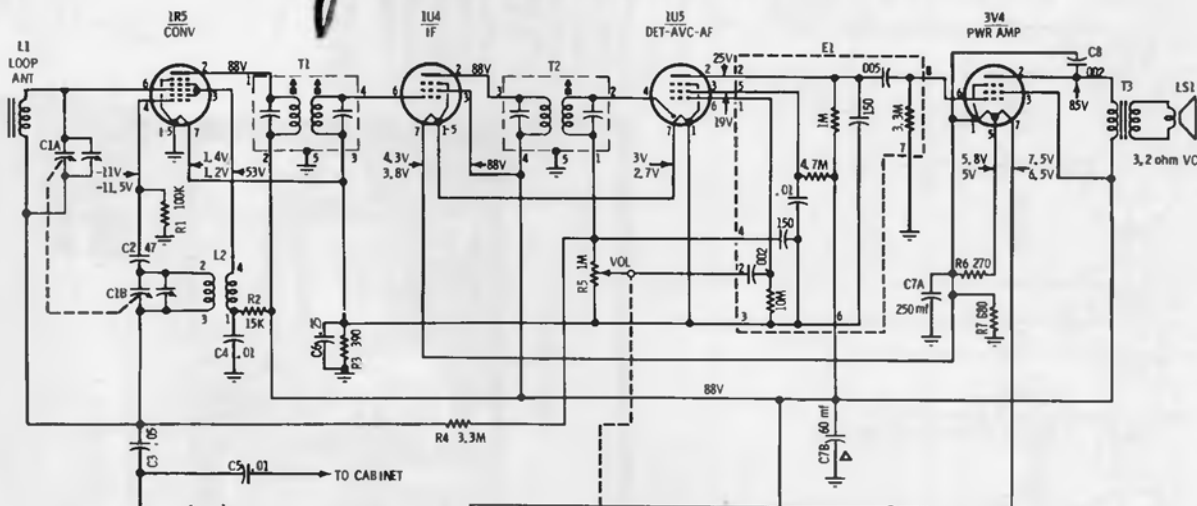 1R5
CONV
1U4
IF
1U5
DET-AVC-AF
3V4
PWR AMP
L1
LOOP
ANT
88V
T1
88V
T2
25V
E1
.005
C8
.002
85V
T3
LS1
3,2 ohm VC
19V
1M
150
3.3M
C1A
-11V
-11,5V
1,4V
1,2V
53V
4,3V
3,8V
88V
3V
2,7V
4.7M
.01
5,8V
5V
7,5V
6,5V
R1 100K
C2 47
L2
C1B
R2
15K
R5 1M
VOL
150
.002
10M
R6 270
C7A
250 mf
R7 680
C4 .01
C6 .25
R3 390
88V
R4 3,3M
C7B 60 mf
C3 .05
C5 .01
TO CABINET